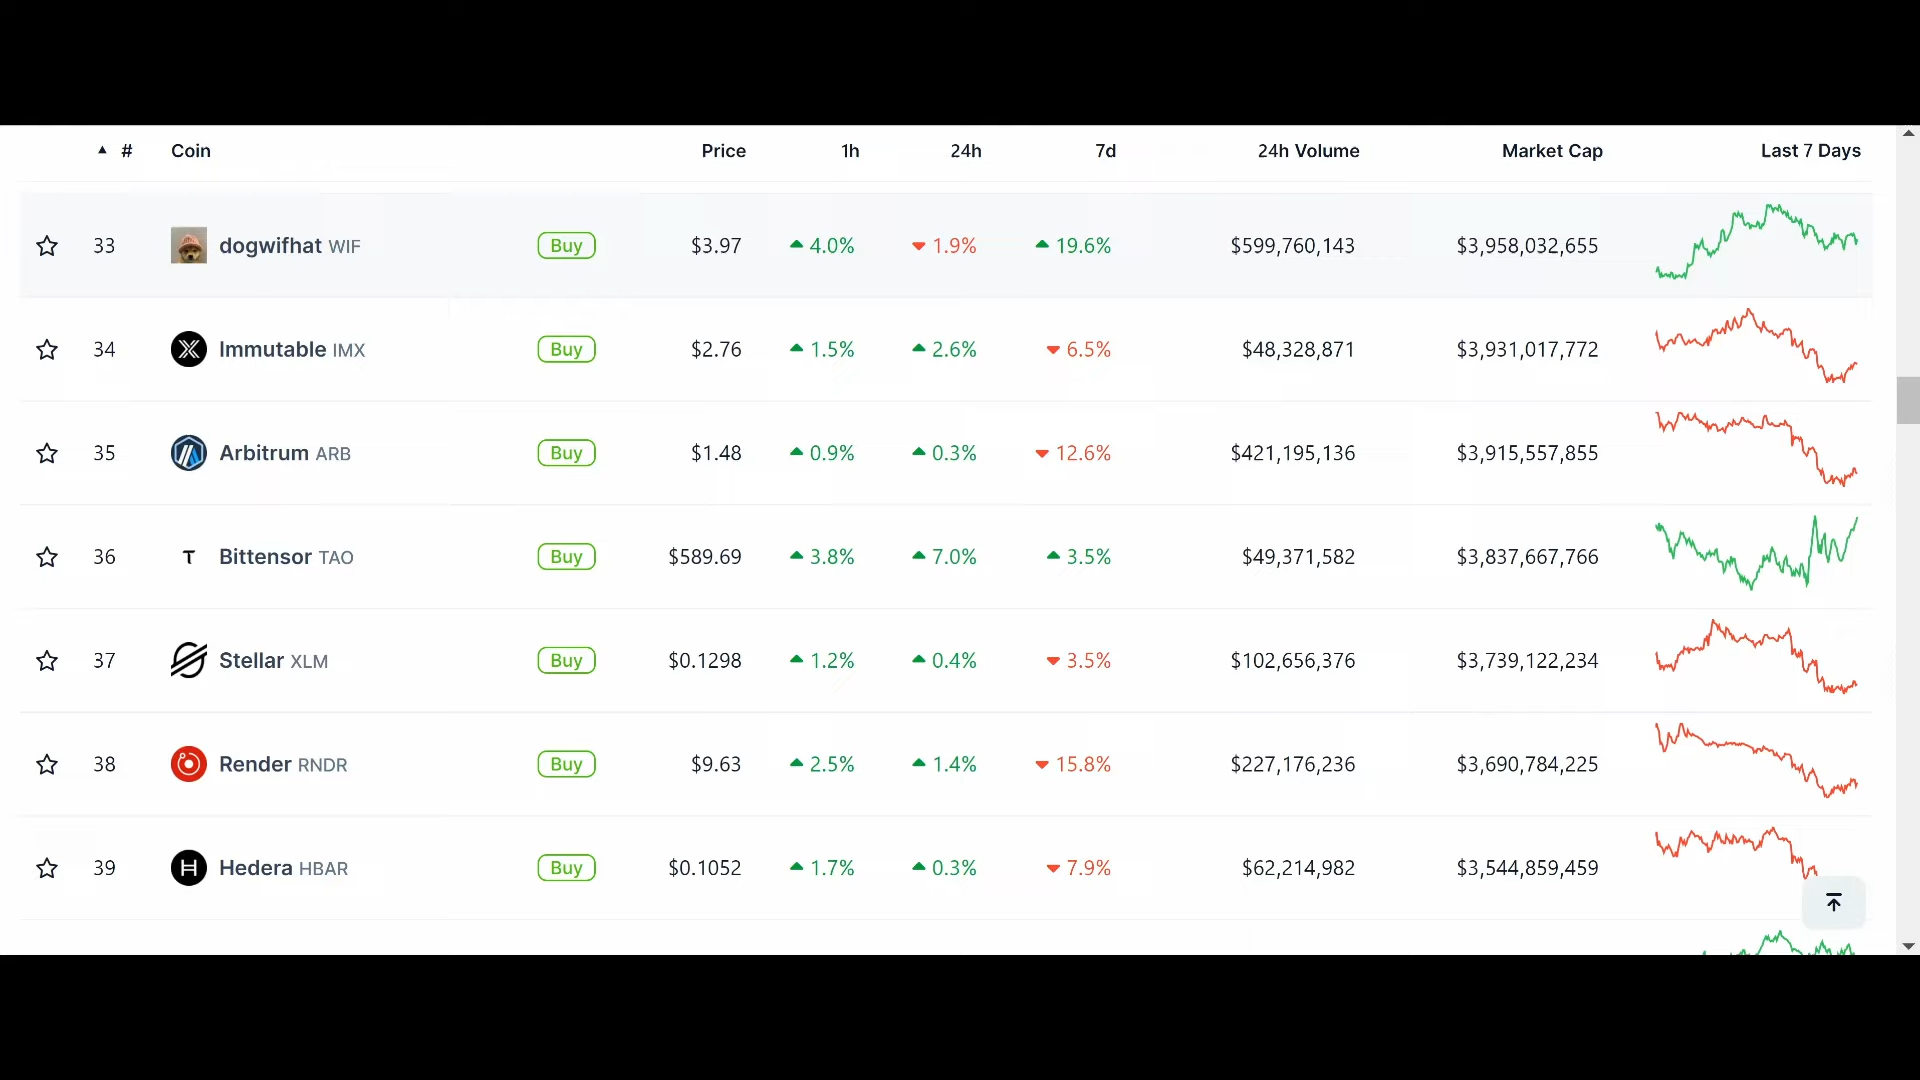 # Coin Price 1h 24h 7d 24h Volume Market Cap Last 7 Days
33 dogwifhat WIF Buy $3.97 4.0% 1.9% 19.6% $599,760,143 $3,958,032,655
34 Immutable IMX Buy $2.76 1.5% 2.6% 6.5% $48,328,871 $3,931,017,772
35 Arbitrum ARB Buy $1.48 0.9% 0.3% 12.6% $421,195,136 $3,915,557,855
36 Bittensor TAO Buy $589.69 3.8% 7.0% 3.5% $49,371,582 $3,837,667,766
37 Stellar XLM Buy $0.1298 1.2% 0.4% 3.5% $102,656,376 $3,739,122,234
38 Render RNDR Buy $9.63 2.5% 1.4% 15.8% $227,176,236 $3,690,784,225
39 Hedera HBAR Buy $0.1052 1.7% 0.3% 7.9% $62,214,982 $3,544,859,459